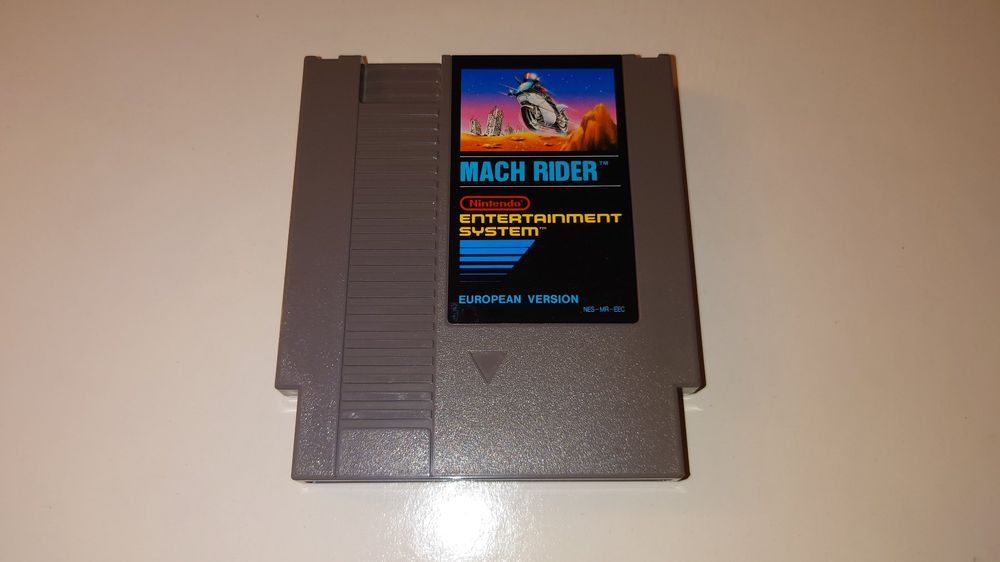 MACH RIDER™
Nintendo®
ENTERTAINMENT
SYSTEM™
EUROPEAN VERSION
NES-MR-EEC